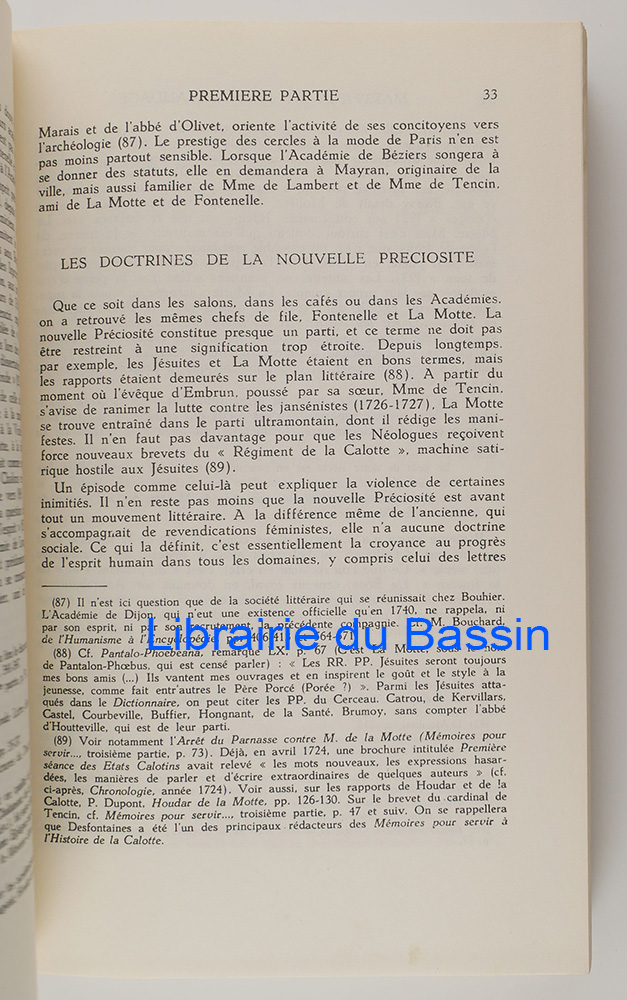 PREMIERE PARTIE 33
Marais et de l'abbé d'Olivet, oriente l'activité de ses concitoyens vers
l'archéologie (87). Le prestige des cercles à la mode de Paris n'en est
pas moins partout sensible. Lorsque l'Académie de Béziers songera à
se donner des statuts, elle en demandera à Mayran, originaire de la
ville, mais aussi familier de Mme de Lambert et de Mme de Tencin,
ami de La Motte et de Fontenelle.
LES DOCTRINES DE LA NOUVELLE PRECIOSITE
Que ce soit dans les salons, dans les cafés ou dans les Académies,
on a retrouvé les mêmes chefs de file, Fontenelle et La Motte. La
nouvelle Préciosité constitue presque un parti, et ce terme ne doit pas
être restreint à une signification trop étroite. Depuis longtemps,
par exemple, les Jésuites et La Motte étaient en bons termes, mais
les rapports étaient demeurés sur le plan littéraire (88). A partir du
moment où l'évêque d'Embrun, poussé par sa sœur, Mme de Tencin,
s'avise de ranimer la lutte contre les jansénistes (1726-1727), La Motte
se trouve entraîné dans le parti ultramontain, dont il rédige les mani-
festes. Il n'en faut pas davantage pour que les Néologues reçoivent
force nouveaux brevets du « Régiment de la Calotte », machine sati-
rique hostile aux Jésuites (89).
Un épisode comme celui-là peut expliquer la violence de certaines
inimitiés. Il n'en reste pas moins que la nouvelle Préciosité est avant
tout un mouvement littéraire. A la différence même de l'ancienne, qui
s'accompagnait de revendications féministes, elle n'a aucune doctrine
sociale. Ce qui la définit, c'est essentiellement la croyance au progrès
de l'esprit humain dans tous les domaines, y compris celui des lettres
(87) Il n'est ici question que de la société littéraire qui se réunissait chez Bouhier.
L'Académie de Dijon, qui n'eut une existence officielle qu'en 1740, ne rappela, ni
par son esprit, ni par son recrutement, la précédente compagnie. Cf. M. Bouchard,
de l'Humanisme à l'Encyclopédie, pp.
Librairie du Bassin
(88) Cf. Pantalo-Phœbeana, remarque LX, p. 67 (C'est La Motte, sous le nom
de Pantalon-Phœbus, qui est censé parler) : « Les RR. PP. Jésuites seront toujours
mes bons amis (...) Ils vantent mes ouvrages et en inspirent le goût et le style à la
jeunesse, comme fait entr'autres le Père Porcé (Porée ?) ». Parmi les Jésuites atta-
qués dans le Dictionnaire, on peut citer les PP. du Cerceau, Catrou, de Kervillars,
Castel, Courbeville, Buffier, Hongnant, de la Santé, Brumoy, sans compter l'abbé
d'Houtteville, qui est de leur parti.
(89) Voir notamment l'Arrêt du Parnasse contre M. de la Motte (Mémoires pour
servir..., troisième partie, p. 73). Déjà, en avril 1724, une brochure intitulée Première
séance des Etats Calotins avait relevé « les mots nouveaux, les expressions hasar-
dées, les manières de parler et d'écrire extraordinaires de quelques auteurs » (cf.
ci-après, Chronologie, année 1724). Voir aussi, sur les rapports de Houdar et de la
Calotte, P. Dupont, Houdar de la Motte, pp. 126-130. Sur le brevet du cardinal de
Tencin, cf. Mémoires pour servir..., troisième partie, p. 47 et suiv. On se rappellera
que Desfontaines a été l'un des principaux rédacteurs des Mémoires pour servir à
l'Histoire de la Calotte.